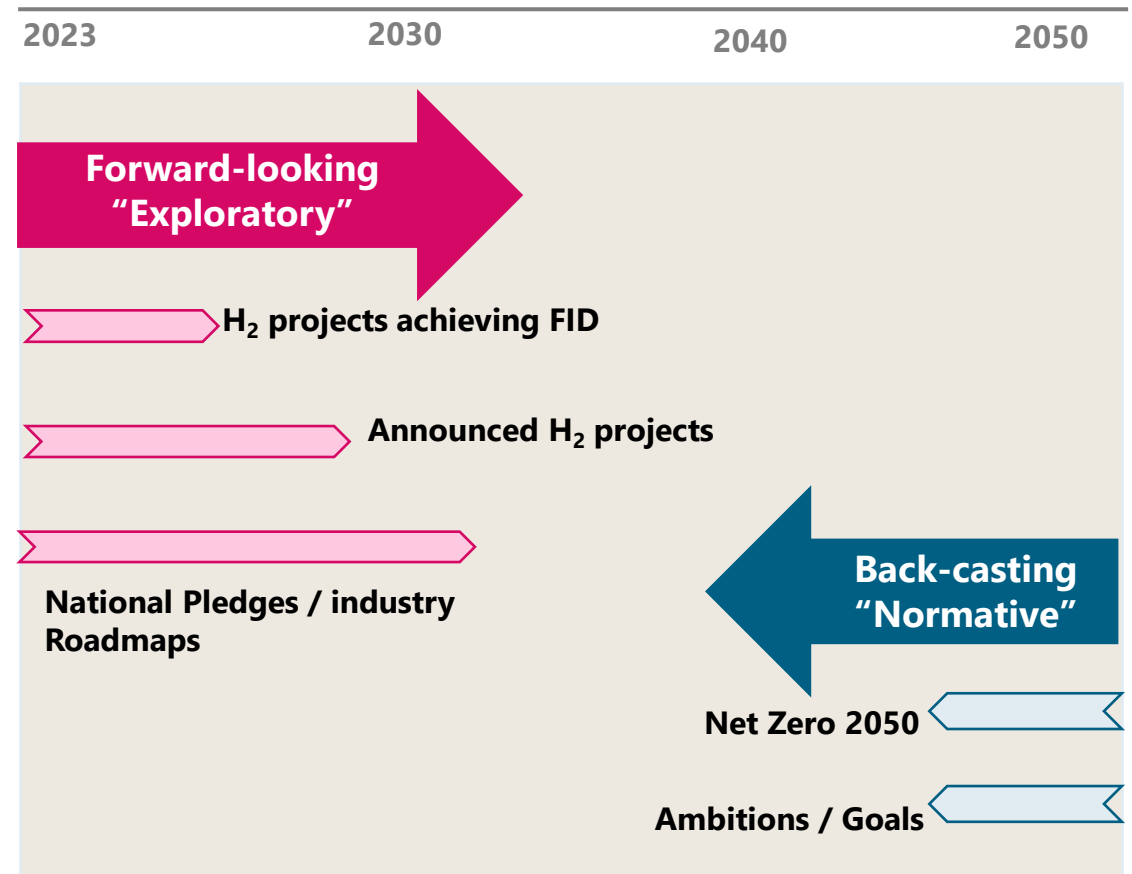 2023 2030 2040 2050
Forward-looking
“Exploratory”
H₂ projects achieving FID
Announced H₂ projects
National Pledges / industry
Roadmaps
Back-casting
“Normative”
Net Zero 2050
Ambitions / Goals